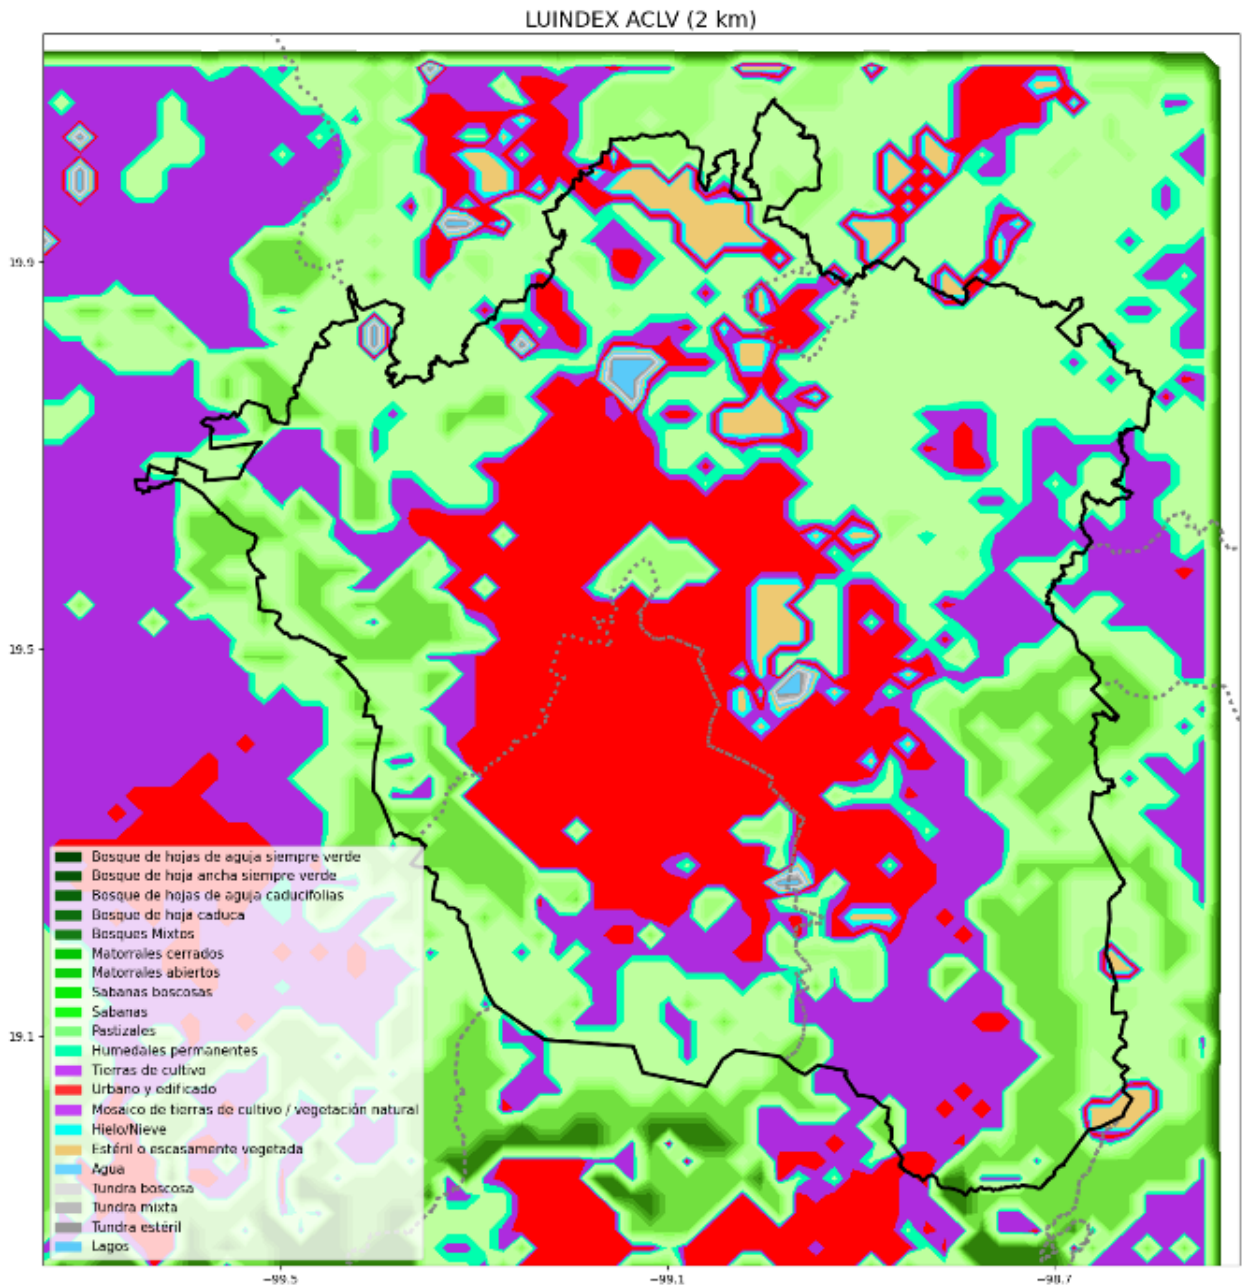 LUINDEX ACLV (2 km)
19.9
19.5
19.1
Bosque de hojas de aguja siempre verde
Bosque de hoja ancha siempre verde
Bosque de hojas de aguja caducifolias
Bosque de hoja caduca
Bosques Mixtos
Matorrales cerrados
Matorrales abiertos
Sabanas boscosas
Sabanas
Pastizales
Humedales permanentes
Tierras de cultivo
Urbano y edificado
Mosaico de tierras de cultivo / vegetación natural
Hielo/Nieve
Estéril o escasamente vegetada
Agua
Tundra boscosa
Tundra mixta
Tundra estéril
Lagos
−99.5 −99.1 −98.7